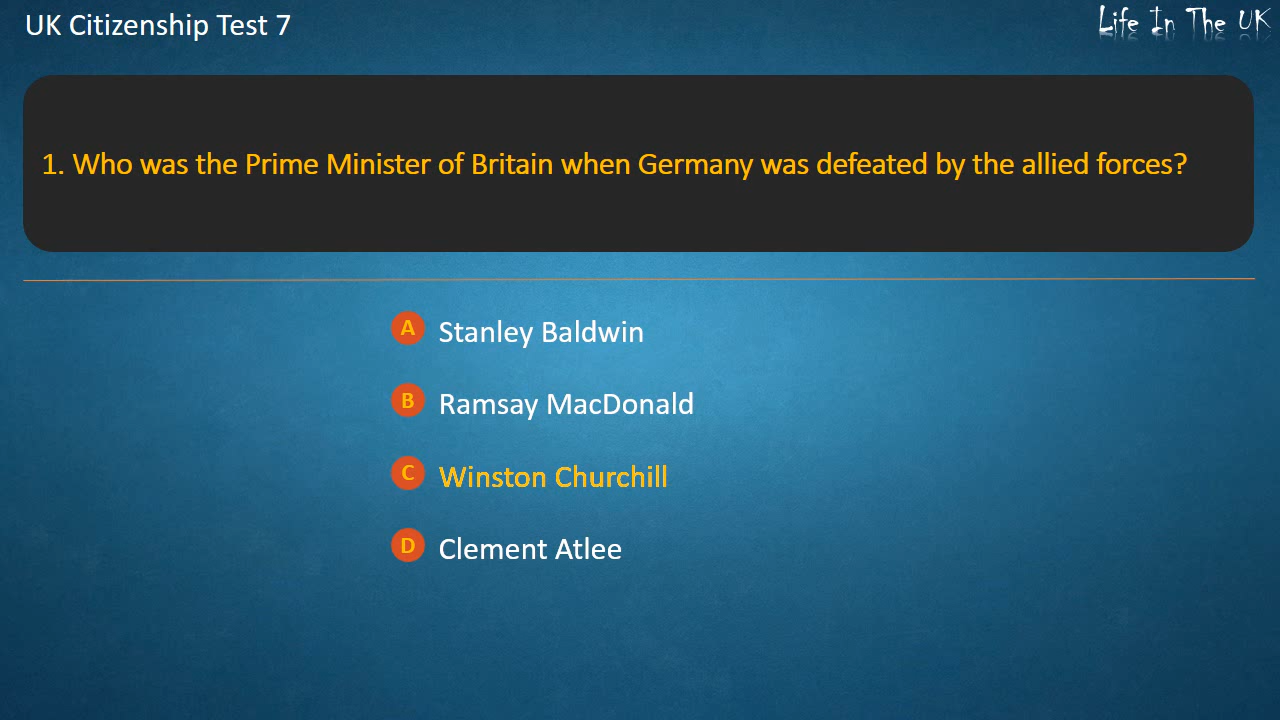 UK Citizenship Test 7
Life In The UK
1. Who was the Prime Minister of Britain when Germany was defeated by the allied forces?
A Stanley Baldwin
B Ramsay MacDonald
C Winston Churchill
D Clement Atlee